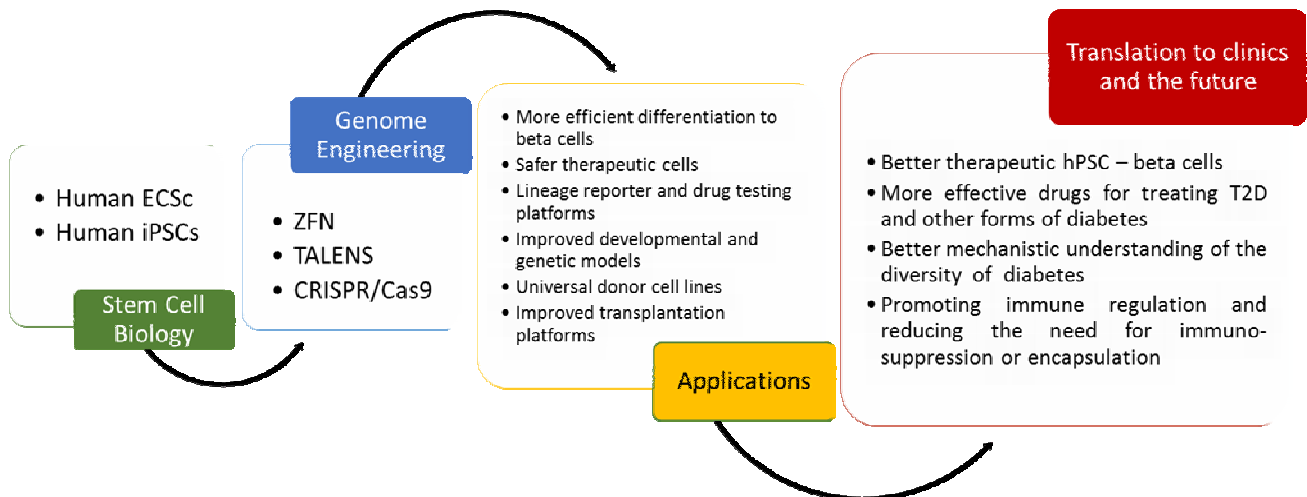 • Human ECSc
• Human iPSCs
Stem Cell
Biology
Genome
Engineering
• ZFN
• TALENS
• CRISPR/Cas9
• More efficient differentiation to
beta cells
• Safer therapeutic cells
• Lineage reporter and drug testing
platforms
• Improved developmental and
genetic models
• Universal donor cell lines
• Improved transplantation
platforms
Applications
Translation to clinics
and the future
• Better therapeutic hPSC – beta cells
• More effective drugs for treating T2D
and other forms of diabetes
• Better mechanistic understanding of the
diversity of diabetes
• Promoting immune regulation and
reducing the need for immuno-
suppression or encapsulation